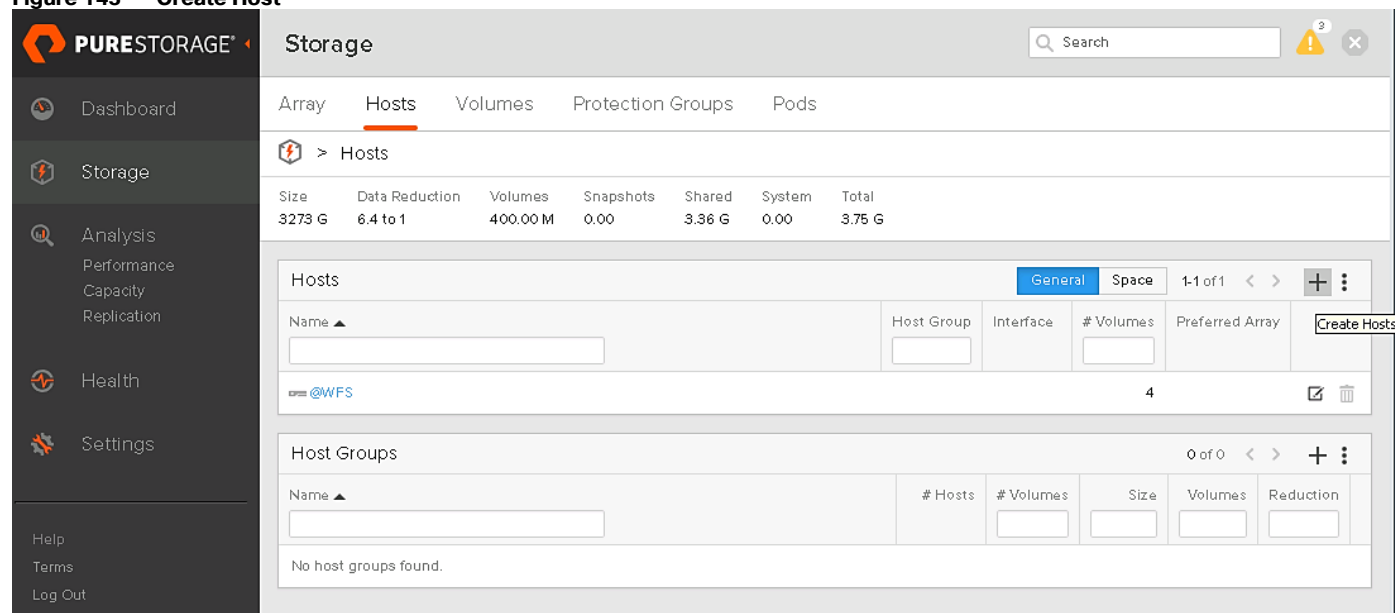 Figure 143 Create Host
PURESTORAGE®
Storage
Search
3
Dashboard
Storage
Analysis
Performance
Capacity
Replication
Health
Settings
Help
Terms
Log Out
Array Hosts Volumes Protection Groups Pods
> Hosts
Size Data Reduction Volumes Snapshots Shared System Total
3273 G 6.4 to 1 400.00 M 0.00 3.36 G 0.00 3.75 G
Hosts General Space 1-1 of 1 < > +
Create Hosts
Name ▲ Host Group Interface # Volumes Preferred Array
@WFS 4
Host Groups 0 of 0 < > +
Name ▲ # Hosts # Volumes Size Volumes Reduction
No host groups found.